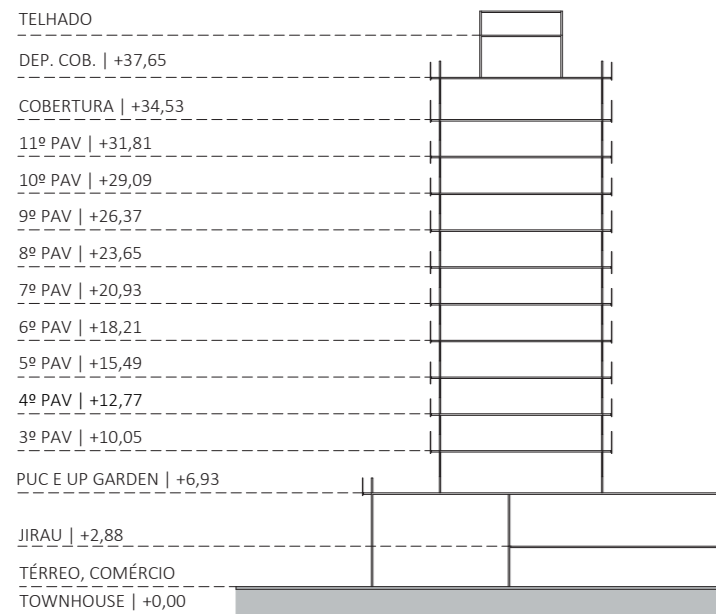 TELHADO
DEP. COB. | +37,65
COBERTURA | +34,53
11º PAV | +31,81
10º PAV | +29,09
9º PAV | +26,37
8º PAV | +23,65
7º PAV | +20,93
6º PAV | +18,21
5º PAV | +15,49
4º PAV | +12,77
3º PAV | +10,05
PUC E UP GARDEN | +6,93
JIRAU | +2,88
TÉRREO, COMÉRCIO
TOWNHOUSE | +0,00